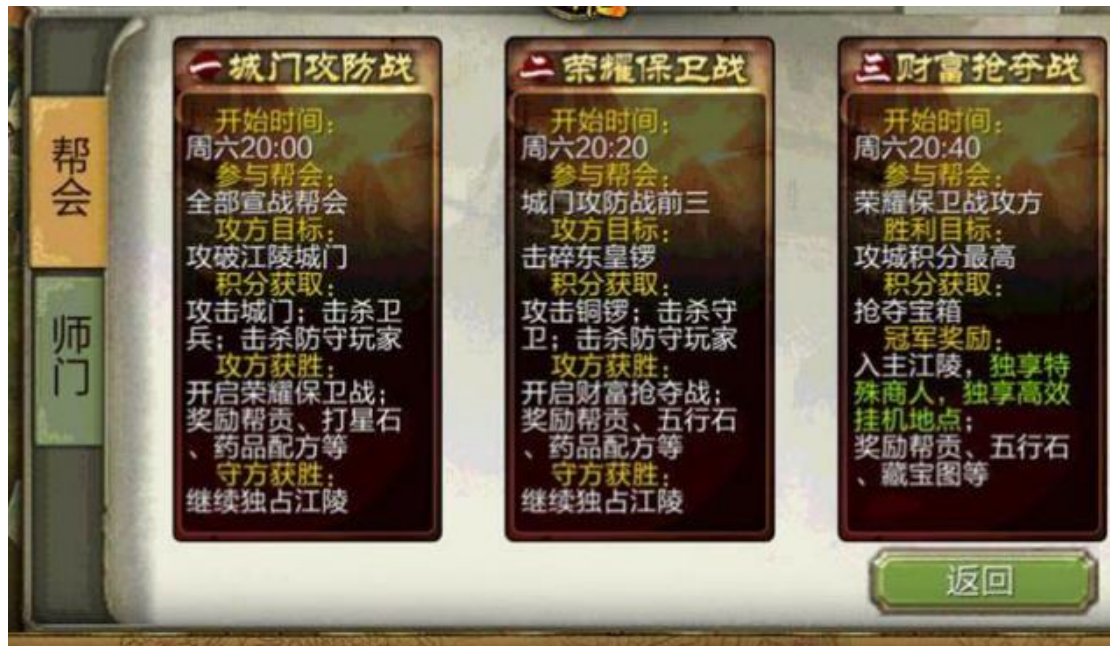 帮会
师门
一 城门攻防战
开始时间：
周六20:00
参与帮会：
全部宣战帮会
攻方目标：
攻破江陵城门
积分获取：
攻击城门；击杀卫
兵；击杀防守玩家
攻方获胜：
开启荣耀保卫战；
奖励帮贡、打星石
、药品配方等
守方获胜：
继续独占江陵
二 荣耀保卫战
开始时间：
周六20:20
参与帮会：
城门攻防战前三
攻方目标：
击碎东皇锣
积分获取：
攻击铜锣；击杀守
卫；击杀防守玩家
攻方获胜：
开启财富抢夺战；
奖励帮贡、五行石
、药品配方等
守方获胜：
继续独占江陵
三 财富抢夺战
开始时间：
周六20:40
参与帮会：
荣耀保卫战攻方
胜利目标：
攻城积分最高
积分获取：
抢夺宝箱
冠军奖励：
入主江陵，独享特
殊商人，独享高效
挂机地点；
奖励帮贡、五行石
、藏宝图等
返回